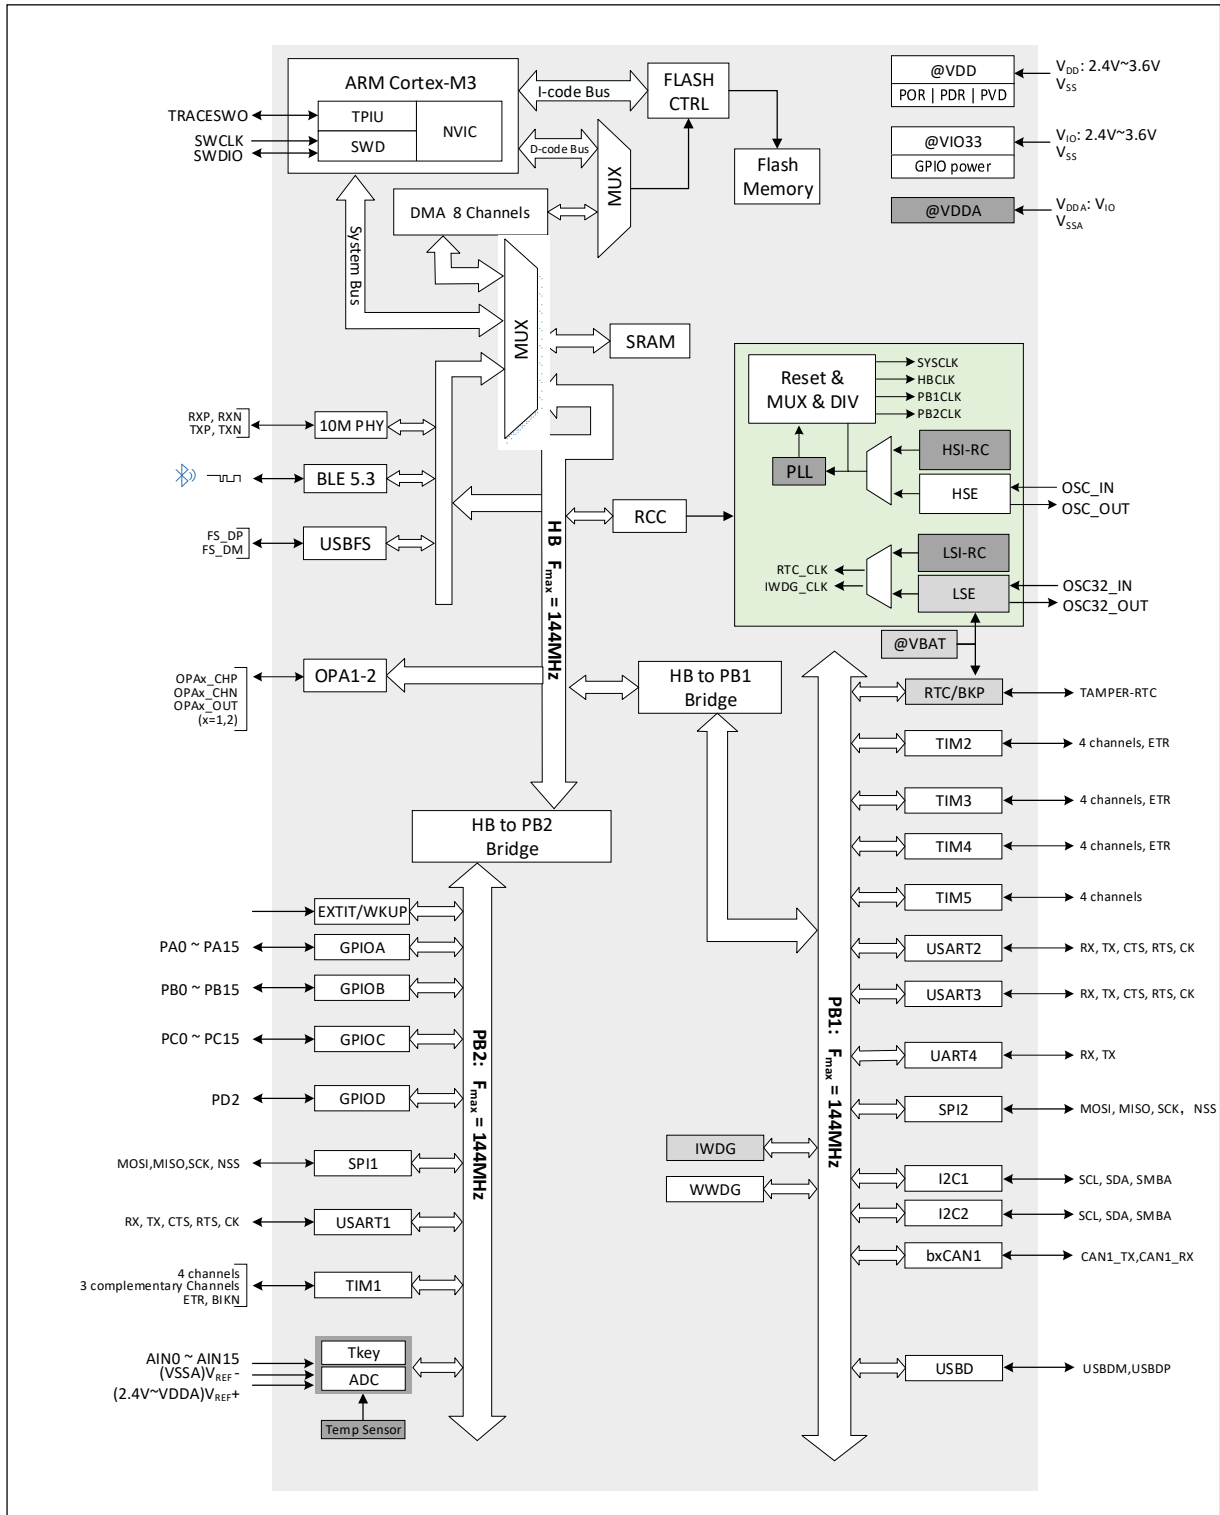 ARM Cortex-M3
TPIU
SWD
NVIC
TRACESWO
SWCLK
SWDIO
I-code Bus
D-code Bus
FLASH
CTRL
MUX
Flash
Memory
@VDD
POR | PDR | PVD
VDD: 2.4V~3.6V
VSS
@VIO33
GPIO power
VIO: 2.4V~3.6V
VSS
@VDDA
VDDA: VIO
VSSA
DMA 8 Channels
System Bus
MUX
SRAM
RXP, RXN
TXP, TXN
10M PHY
BLE 5.3
FS_DP
FS_DM
USBFS
HB Fmax = 144MHz
RCC
Reset &
MUX & DIV
SYSCLK
HBCLK
PB1CLK
PB2CLK
PLL
HSI-RC
HSE
OSC_IN
OSC_OUT
RTC_CLK
IWDG_CLK
LSI-RC
LSE
OSC32_IN
OSC32_OUT
@VBAT
OPAx_CHP
OPAx_CHN
OPAx_OUT
(x=1,2)
OPA1-2
HB to PB1
Bridge
HB to PB2
Bridge
RTC/BKP
TAMPER-RTC
TIM2
4 channels, ETR
TIM3
4 channels, ETR
TIM4
4 channels, ETR
TIM5
4 channels
USART2
RX, TX, CTS, RTS, CK
USART3
RX, TX, CTS, RTS, CK
UART4
RX, TX
SPI2
MOSI, MISO, SCK，NSS
I2C1
SCL, SDA, SMBA
I2C2
SCL, SDA, SMBA
bxCAN1
CAN1_TX,CAN1_RX
USBD
USBDM,USBDP
PB1: Fmax = 144MHz
IWDG
WWDG
EXTIT/WKUP
PA0 ~ PA15
GPIOA
PB0 ~ PB15
GPIOB
PC0 ~ PC15
GPIOC
PD2
GPIOD
MOSI,MISO,SCK, NSS
SPI1
RX, TX, CTS, RTS, CK
USART1
4 channels
3 complementary Channels
ETR, BIKN
TIM1
PB2: Fmax = 144MHz
AIN0 ~ AIN15
(VSSA)VREF-
(2.4V~VDDA)VREF+
Tkey
ADC
Temp Sensor